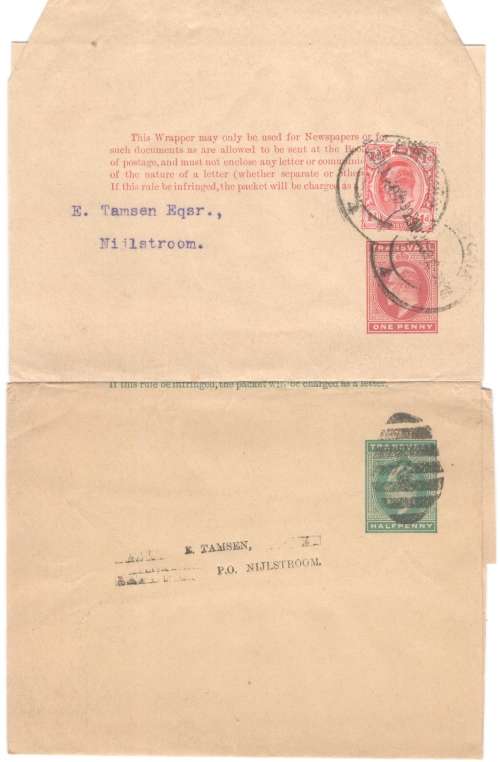 This Wrapper may only be used for Newspapers or for
such documents as are allowed to be sent at the
of postage, and must not enclose any letter or
of the nature of a letter (whether separate or
If this rule be infringed, the packet will be charged as
E. Tamsen Eqsr.,
Nijlstroom.
TRANSVAAL
ONE PENNY
If this rule be infringed, the packet will be charged as a letter.
TRANSVAAL
HALFPENNY
E. TAMSEN,
P.O. NIJLSTROOM.